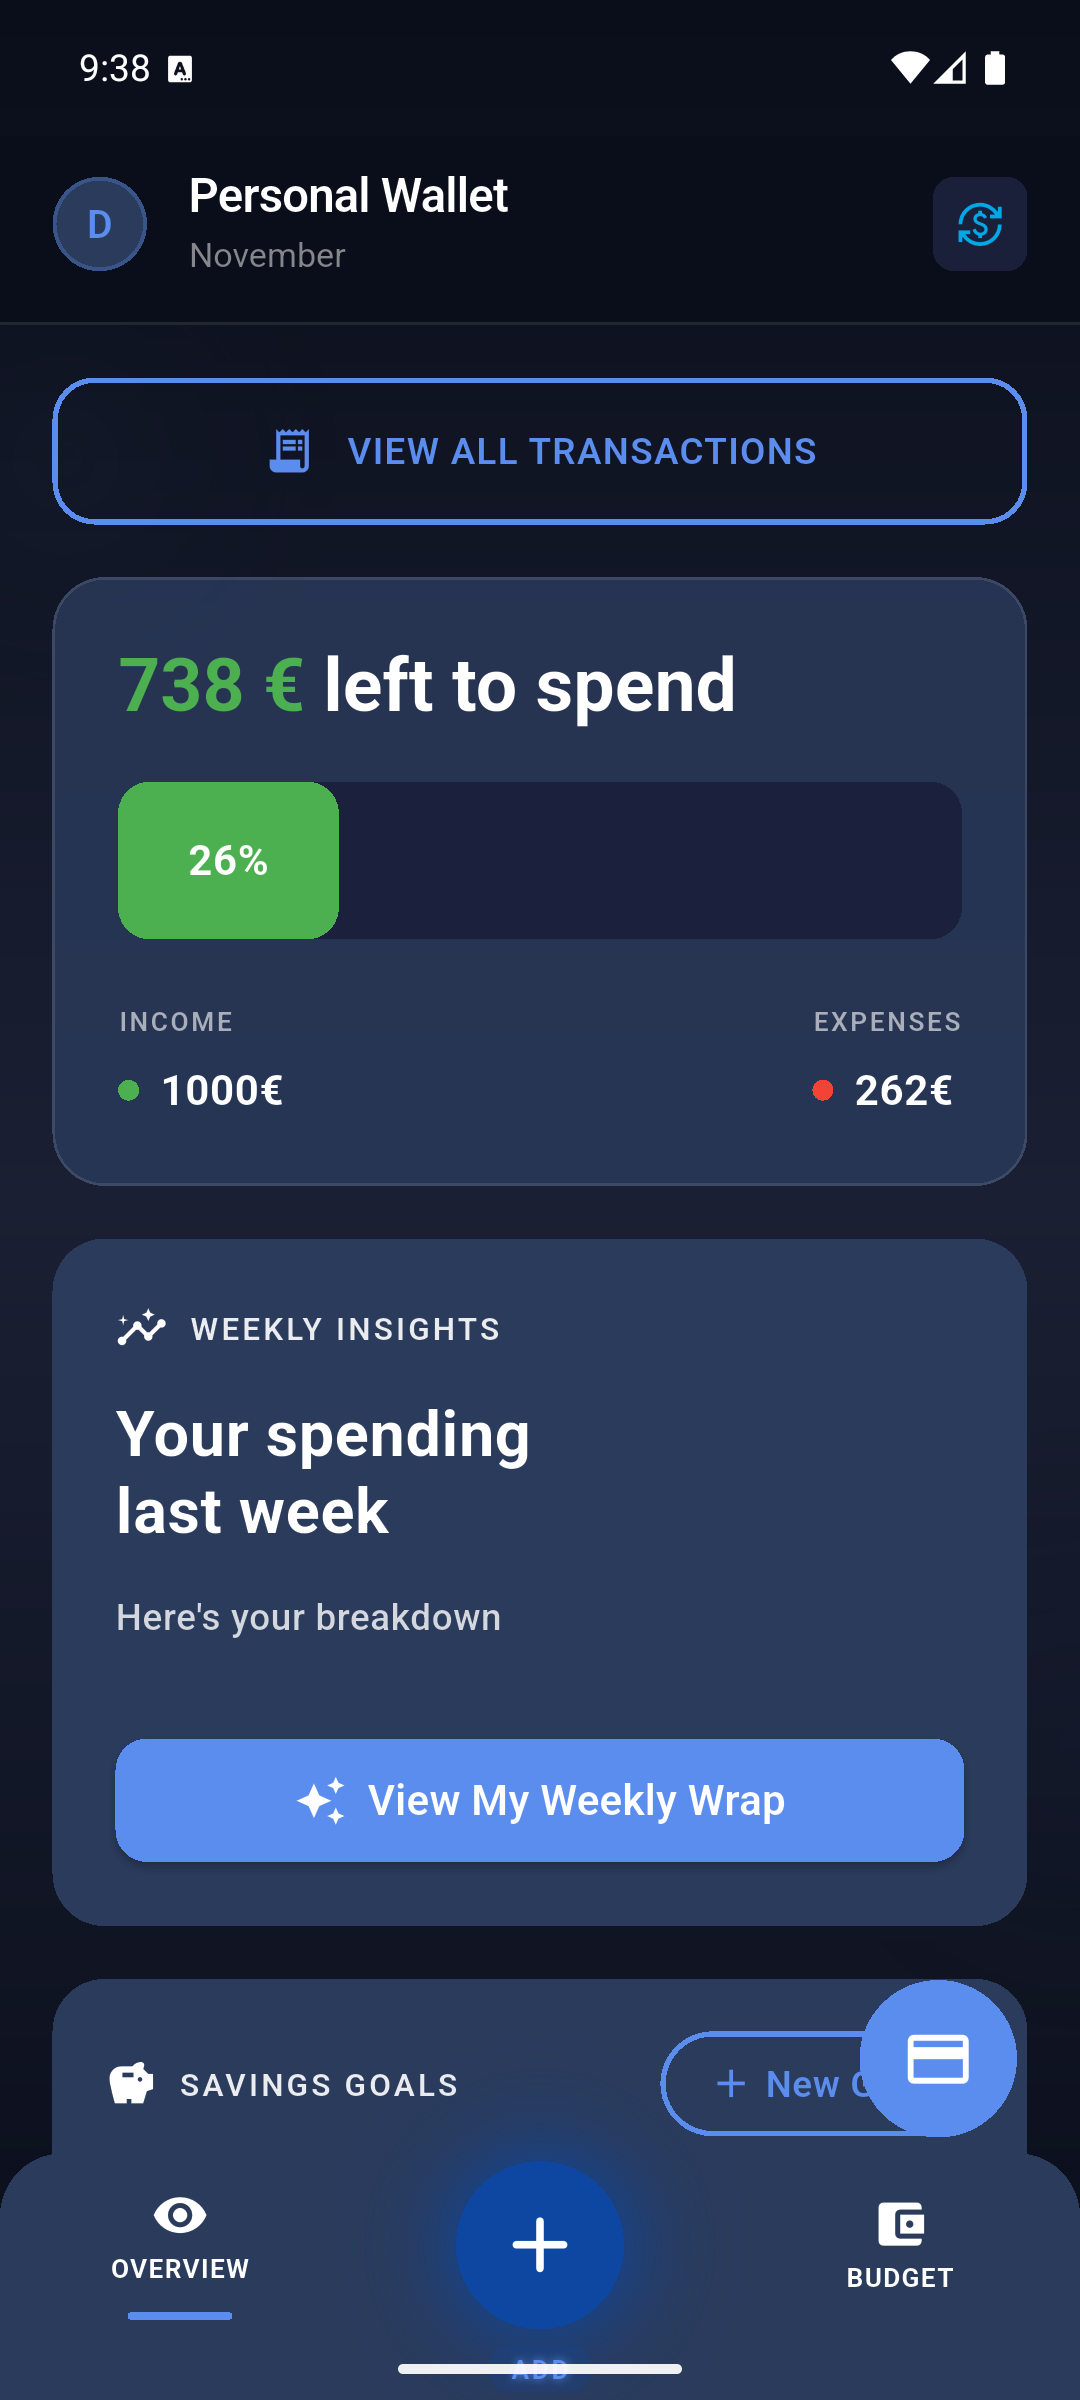 9:38
D
Personal Wallet
November
VIEW ALL TRANSACTIONS
738 € left to spend
26%
INCOME
EXPENSES
1000€
262€
WEEKLY INSIGHTS
Your spending
last week
Here's your breakdown
View My Weekly Wrap
SAVINGS GOALS
New
OVERVIEW
BUDGET
ADD